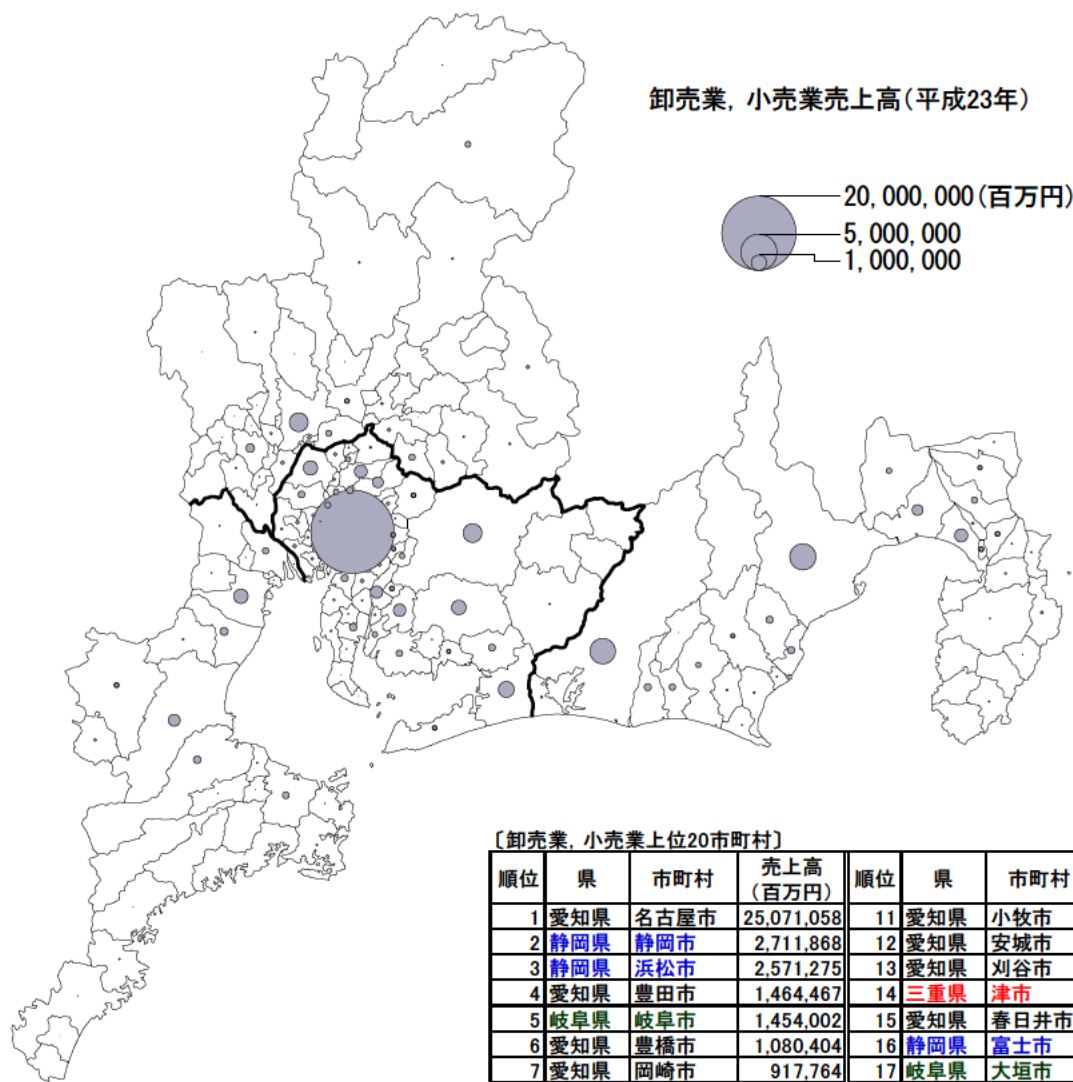 卸売業, 小売業売上高(平成23年)
20,000,000(百万円)
5,000,000
1,000,000
〔卸売業, 小売業上位20市町村〕
順位 県 市町村 売上高(百万円) 順位 県 市町村
1 愛知県 名古屋市 25,071,058 11 愛知県 小牧市
2 静岡県 静岡市 2,711,868 12 愛知県 安城市
3 静岡県 浜松市 2,571,275 13 愛知県 刈谷市
4 愛知県 豊田市 1,464,467 14 三重県 津市
5 岐阜県 岐阜市 1,454,002 15 愛知県 春日井市
6 愛知県 豊橋市 1,080,404 16 静岡県 富士市
7 愛知県 岡崎市 917,764 17 岐阜県 大垣市